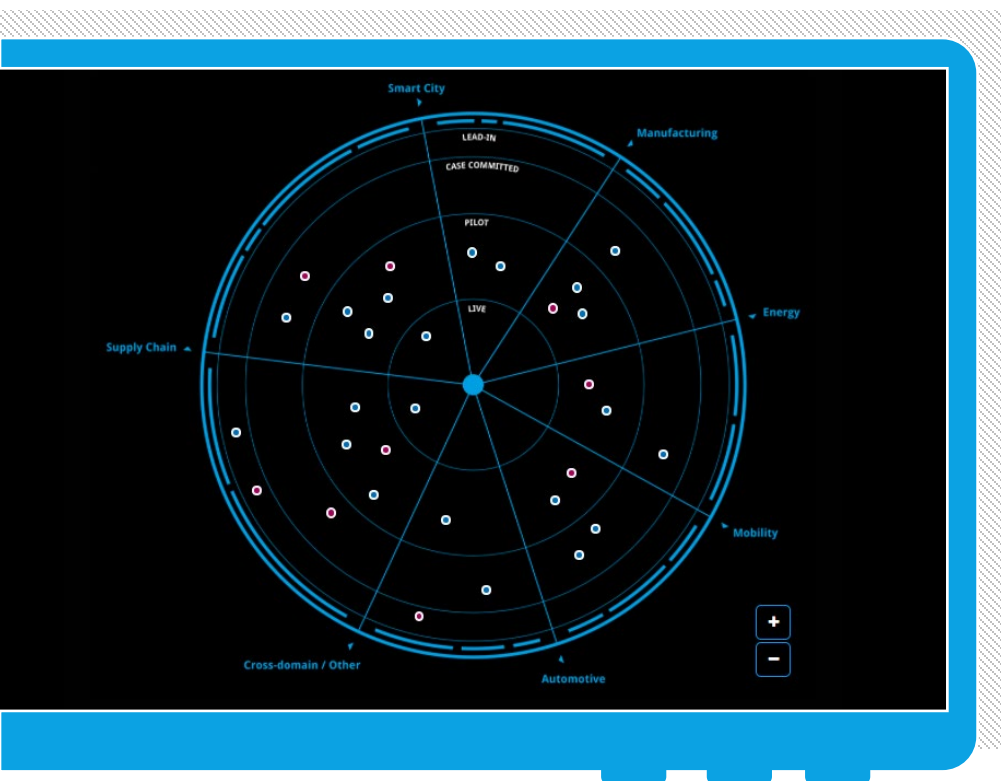 Smart City
Manufacturing
LEAD-IN
CASE COMMITTED
PILOT
LIVE
Energy
Supply Chain
Mobility
Cross-domain / Other
Automotive
+
−